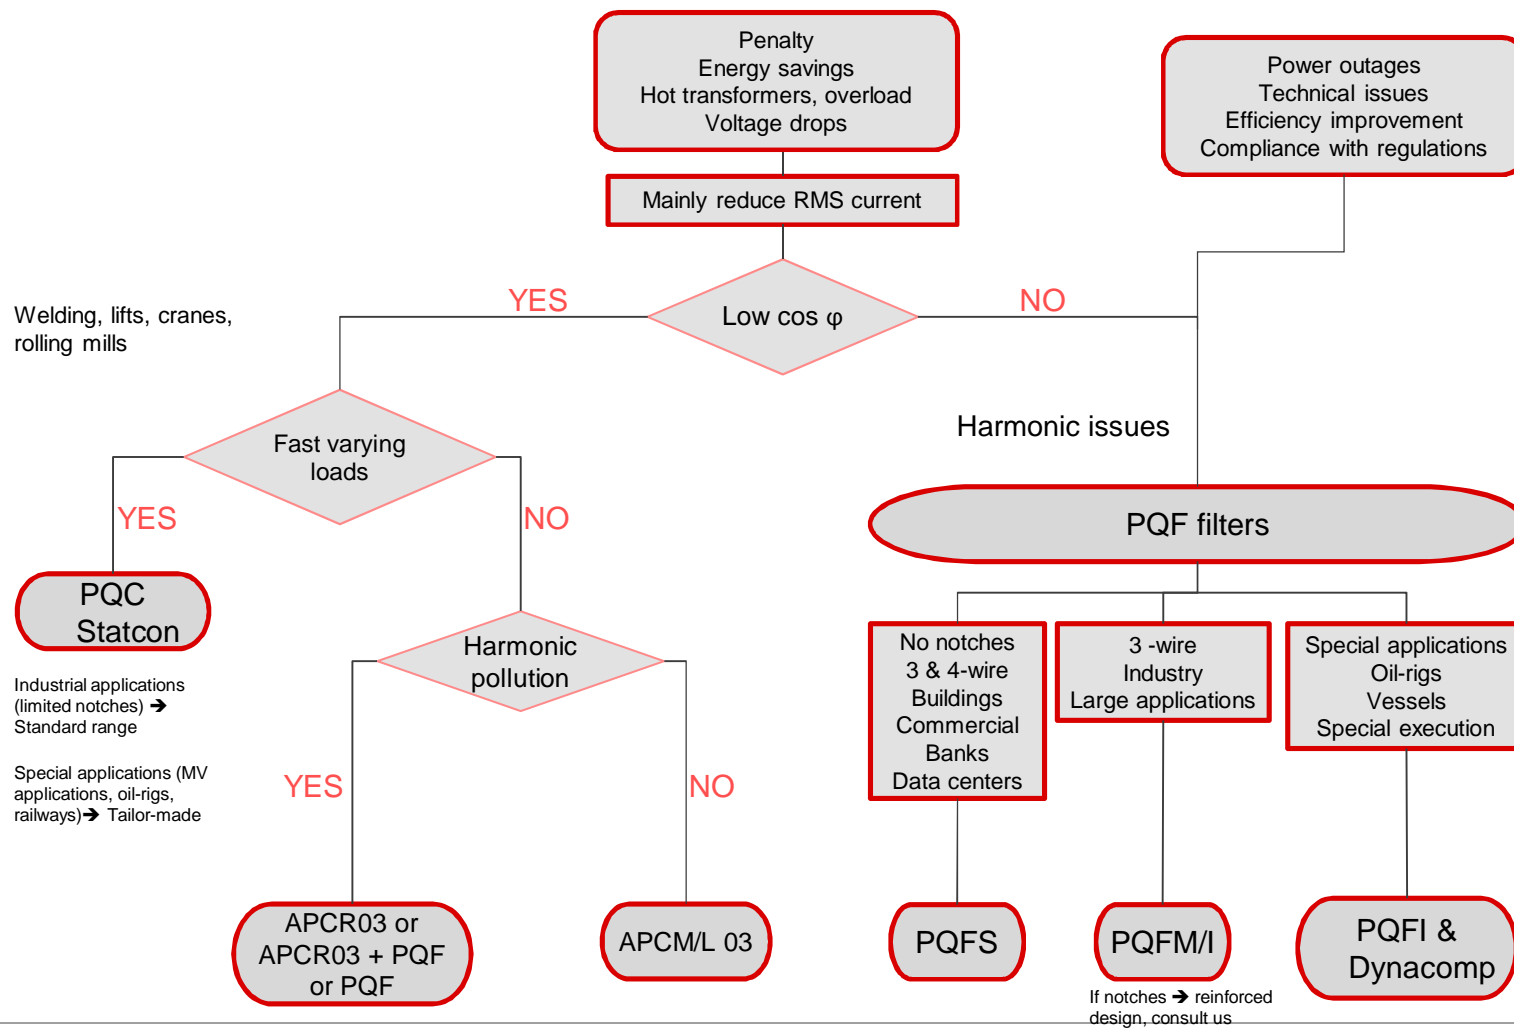 Penalty
Energy savings
Hot transformers, overload
Voltage drops
Power outages
Technical issues
Efficiency improvement
Compliance with regulations
Mainly reduce RMS current
YES
Low cos φ
NO
Welding, lifts, cranes,
rolling mills
Fast varying
loads
Harmonic issues
YES
NO
PQF filters
PQC
Statcon
Harmonic
pollution
No notches
3 & 4-wire
Buildings
Commercial
Banks
Data centers
3 -wire
Industry
Large applications
Special applications
Oil-rigs
Vessels
Special execution
Industrial applications
(limited notches) ➔
Standard range
Special applications (MV
applications, oil-rigs,
railways)➔ Tailor-made
YES
NO
APCR03 or
APCR03 + PQF
or PQF
APCM/L 03
PQFS
PQFM/I
PQFI &
Dynacomp
If notches ➔ reinforced
design, consult us